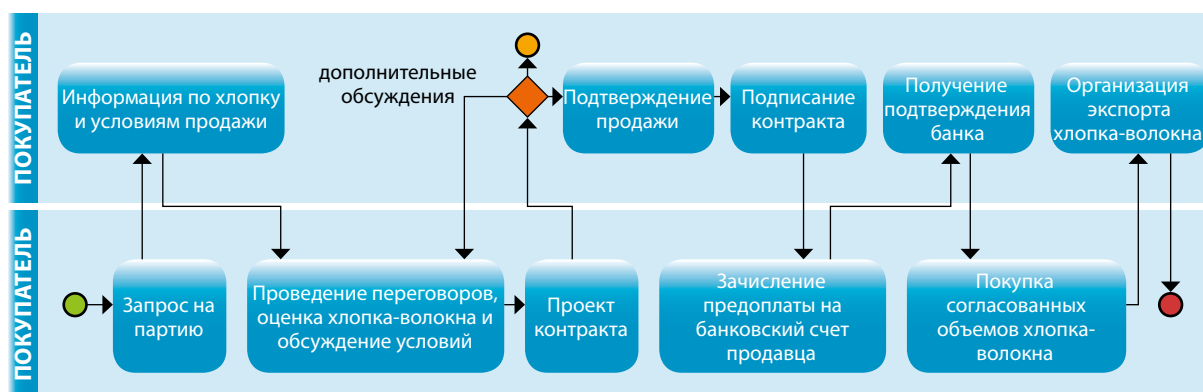 ПОКУПАТЕЛЬ
Информация по хлопку
и условиям продажи
дополнительные
обсуждения
Подтверждение
продажи
Подписание
контракта
Получение
подтверждения
банка
Организация
экспорта
хлопка-волокна
ПОКУПАТЕЛЬ
Запрос на
партию
Проведение переговоров,
оценка хлопка-волокна и
обсуждение условий
Проект
контракта
Зачисление
предоплаты на
банковский счет
продавца
Покупка
согласованных
объемов хлопка-
волокна